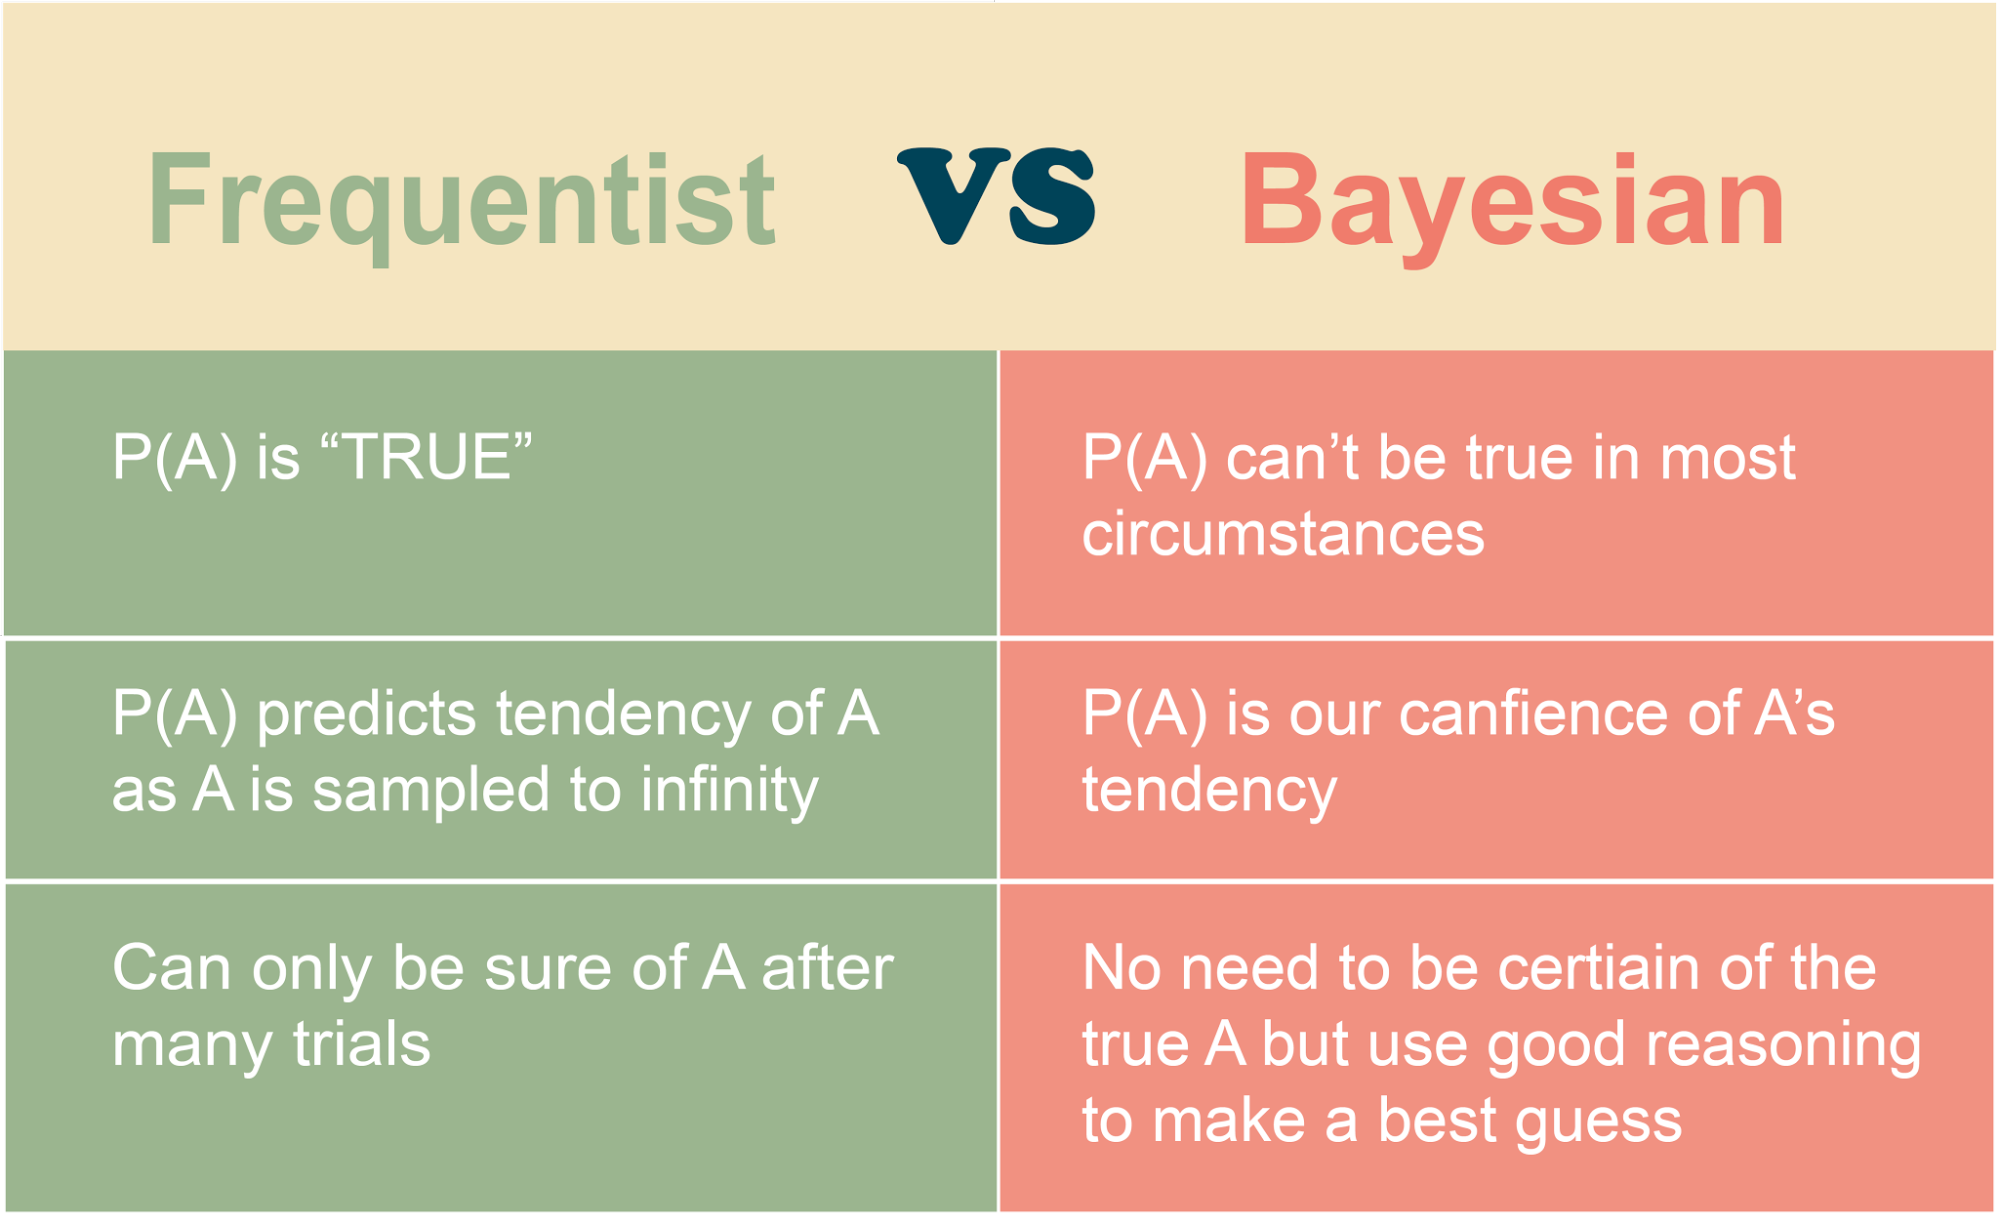 Frequentist vs Bayesian
P(A) is “TRUE”
P(A) can’t be true in most
circumstances
P(A) predicts tendency of A
as A is sampled to infinity
P(A) is our canfience of A’s
tendency
Can only be sure of A after
many trials
No need to be certiain of the
true A but use good reasoning
to make a best guess